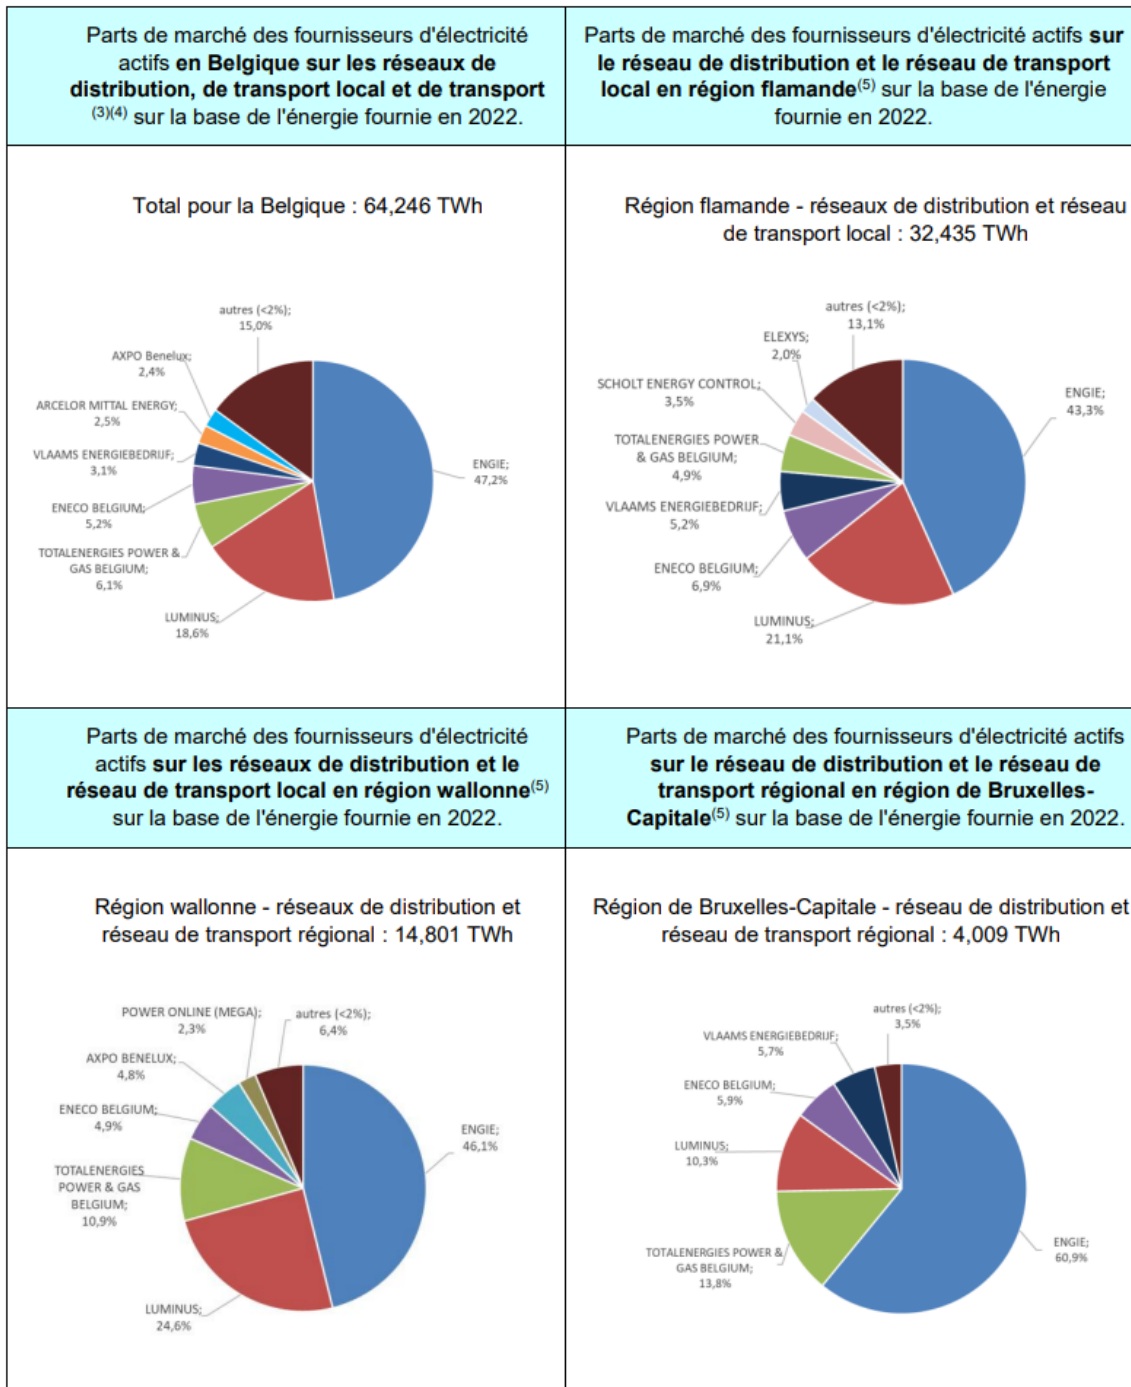 Parts de marché des fournisseurs d'électricité
actifs en Belgique sur les réseaux de
distribution, de transport local et de transport
(3)(4) sur la base de l'énergie fournie en 2022.
Parts de marché des fournisseurs d'électricité actifs sur
le réseau de distribution et le réseau de transport
local en région flamande(5) sur la base de l'énergie
fournie en 2022.
Total pour la Belgique : 64,246 TWh
autres (<2%);
15,0%
AXPO Benelux;
2,4%
ARCELOR MITTAL ENERGY;
2,5%
VLAAMS ENERGIEBEDRIJF;
3,1%
ENECO BELGIUM;
5,2%
TOTALENERGIES POWER &
GAS BELGIUM;
6,1%
LUMINUS;
18,6%
ENGIE;
47,2%
Région flamande - réseaux de distribution et réseau
de transport local : 32,435 TWh
autres (<2%);
13,1%
ELEXYS;
2,0%
SCHOLT ENERGY CONTROL;
3,5%
TOTALENERGIES POWER
& GAS BELGIUM;
4,9%
VLAAMS ENERGIEBEDRIJF;
5,2%
ENECO BELGIUM;
6,9%
LUMINUS;
21,1%
ENGIE;
43,3%
Parts de marché des fournisseurs d'électricité
actifs sur les réseaux de distribution et le
réseau de transport local en région wallonne(5)
sur la base de l'énergie fournie en 2022.
Parts de marché des fournisseurs d'électricité actifs
sur le réseau de distribution et le réseau de
transport régional en région de Bruxelles-
Capitale(5) sur la base de l'énergie fournie en 2022.
Région wallonne - réseaux de distribution et
réseau de transport régional : 14,801 TWh
POWER ONLINE (MEGA);
2,3%
autres (<2%);
6,4%
AXPO BENELUX;
4,8%
ENECO BELGIUM;
4,9%
TOTALENERGIES
POWER & GAS
BELGIUM;
10,9%
LUMINUS;
24,6%
ENGIE;
46,1%
Région de Bruxelles-Capitale - réseau de distribution et
réseau de transport régional : 4,009 TWh
autres (<2%);
3,5%
VLAAMS ENERGIEBEDRIJF;
5,7%
ENECO BELGIUM;
5,9%
LUMINUS;
10,3%
TOTALENERGIES POWER &
GAS BELGIUM;
13,8%
ENGIE;
60,9%